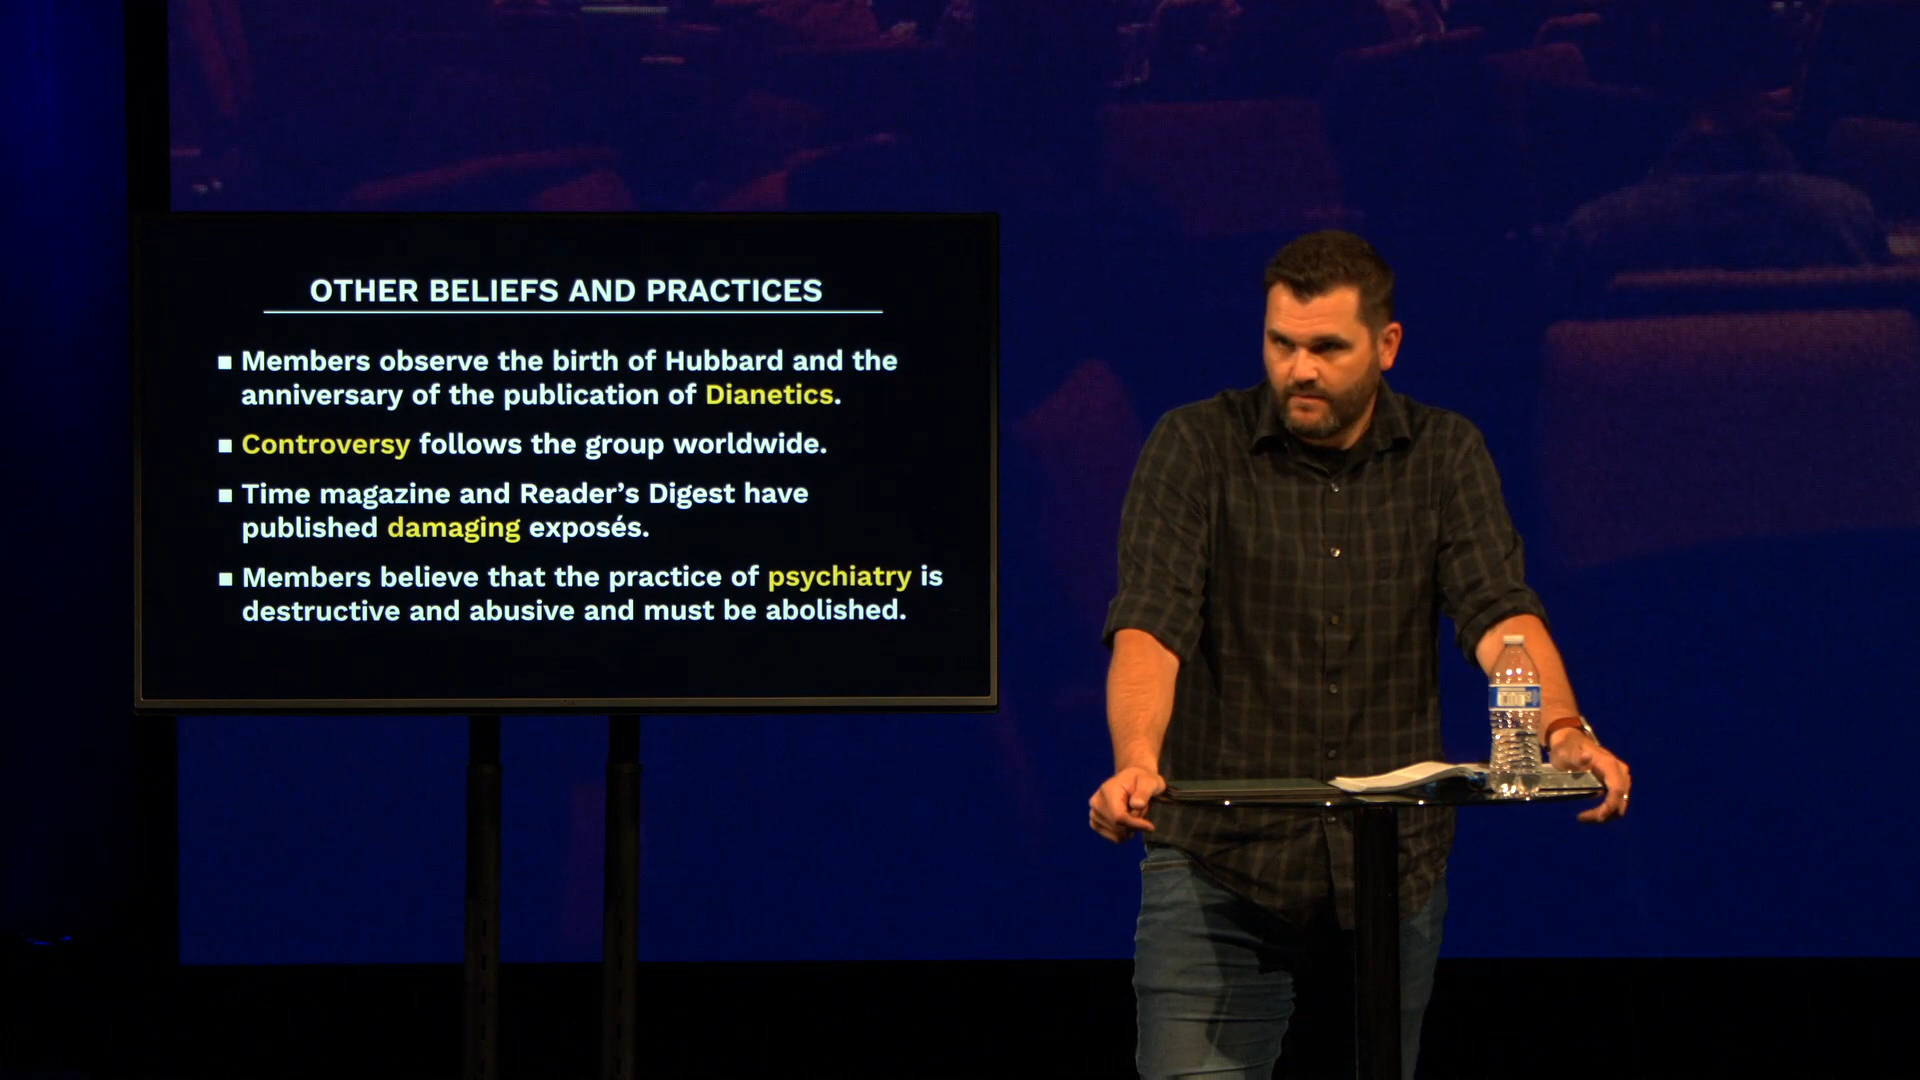 OTHER BELIEFS AND PRACTICES
▪ Members observe the birth of Hubbard and the
anniversary of the publication of Dianetics.
▪ Controversy follows the group worldwide.
▪ Time magazine and Reader’s Digest have
published damaging exposés.
▪ Members believe that the practice of psychiatry is
destructive and abusive and must be abolished.